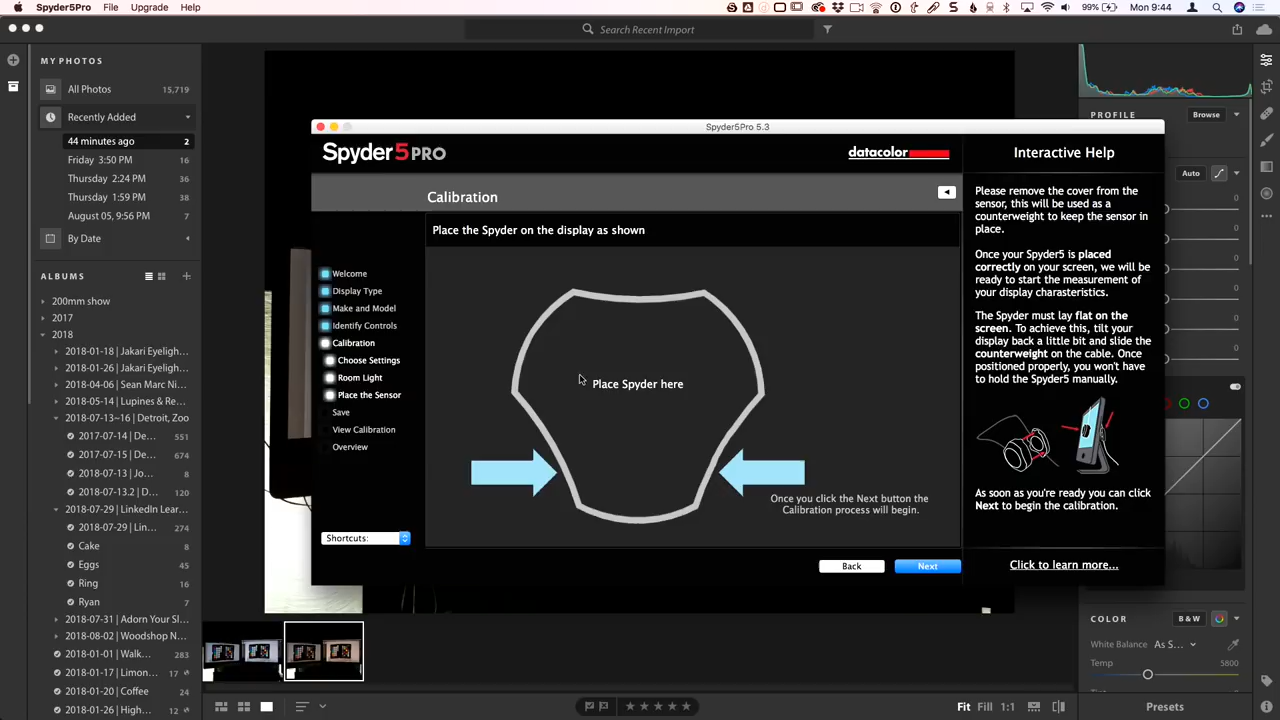 Spyder5Pro File Upgrade Help
99% Mon 9:44
Search Recent Import
MY PHOTOS
All Photos 15,719
Recently Added
44 minutes ago 2
Friday 3:50 PM 16
Thursday 2:24 PM 36
Thursday 1:59 PM 38
August 05, 9:56 PM 7
By Date
ALBUMS
200mm show
2017
2018
2018-01-18 | Jakari Eyeligh...
2018-01-26 | Jakari Eyeligh...
2018-04-06 | Sean Marc Ni...
2018-05-14 | Lupines & Re...
2018-07-13~16 | Detroit, Zoo
2017-07-14 | De... 551
2017-07-15 | De... 674
2018-07-13 | Jo... 8
2018-07-13.2 | D... 120
2018-07-29 | LinkedIn Lear...
2018-07-29 | Lin... 274
Cake 8
Eggs 45
Ring 16
Ryan 9
2018-07-31 | Adorn Your Sl...
2018-08-02 | Woodshop N...
2018-01-01 | Walk... 283
2018-01-17 | Limon...
2018-01-20 | Coffee 24
2018-01-26 | High... 12
Spyder5Pro 5.3
Spyder5PRO
datacolor
Calibration
Place the Spyder on the display as shown
Welcome
Display Type
Make and Model
Identify Controls
Calibration
Choose Settings
Room Light
Place the Sensor
Save
View Calibration
Overview
Shortcuts:
Place Spyder here
Once you click the Next button the
Calibration process will begin.
Back Next
Interactive Help
Please remove the cover from the
sensor, this will be used as a
counterweight to keep the sensor in
place.
Once your Spyder5 is placed
correctly on your screen, we will be
ready to start the measurement of
your display charasteristics.
The Spyder must lay flat on the
screen. To achieve this, tilt your
display back a little bit and slide the
counterweight on the cable. Once
positioned properly, you won't have
to hold the Spyder5 manually.
As soon as you're ready you can click
Next to begin the calibration.
Click to learn more...
PROFILE Browse
Auto
0
0
0
0
0
0
COLOR B & W
White Balance As S...
Temp 5800
Fit Fill 1:1
Presets